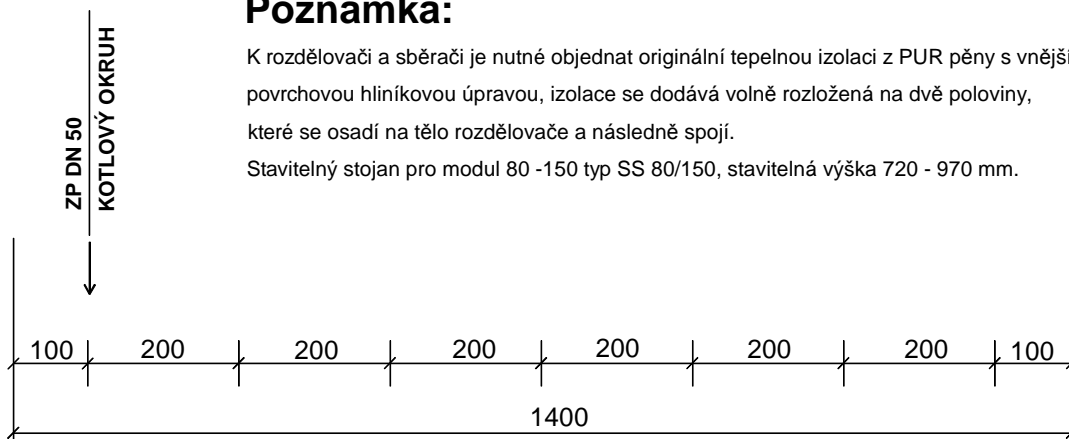 Poznámka:
K rozdělovači a sběrači je nutné objednat originální tepelnou izolaci z PUR pěny s vnější
povrchovou hliníkovou úpravou, izolace se dodává volně rozložená na dvě poloviny,
které se osadí na tělo rozdělovače a následně spojí.
Stavitelný stojan pro modul 80 -150 typ SS 80/150, stavitelná výška 720 - 970 mm.
ZP DN 50
KOTLOVÝ OKRUH
100 200 200 200 200 200 200 100
1400